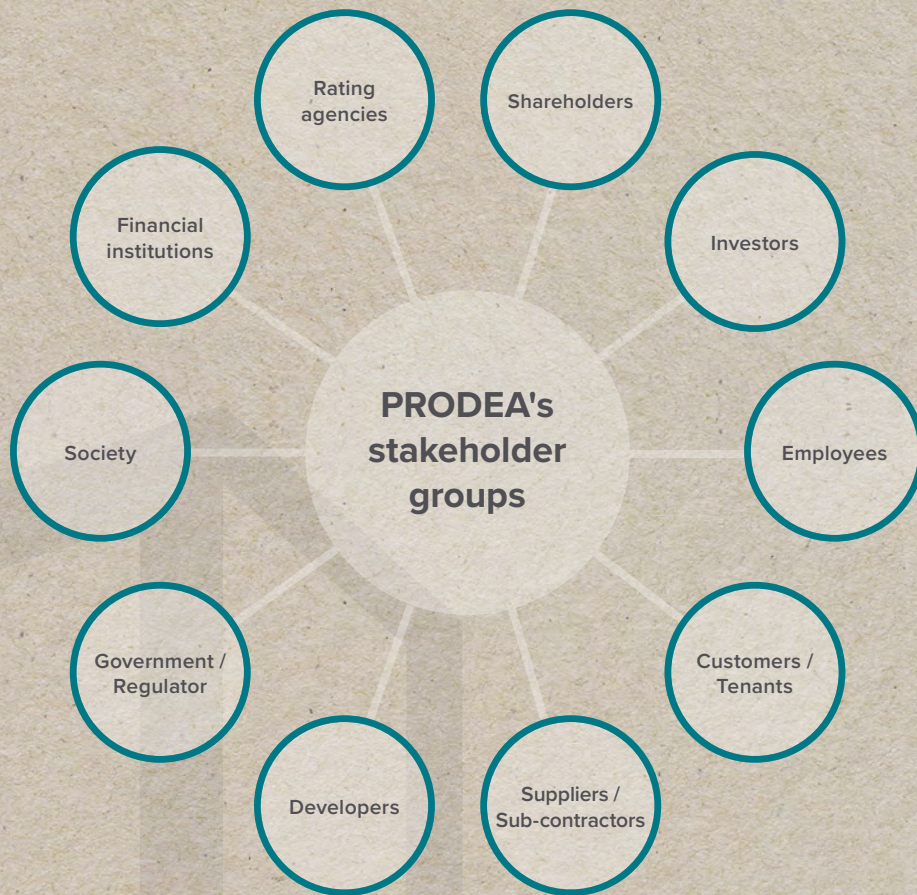 Rating
agencies
Shareholders
Financial
institutions
Investors
PRODEA's
stakeholder
groups
Society
Employees
Government /
Regulator
Customers /
Tenants
Developers
Suppliers /
Sub-contractors